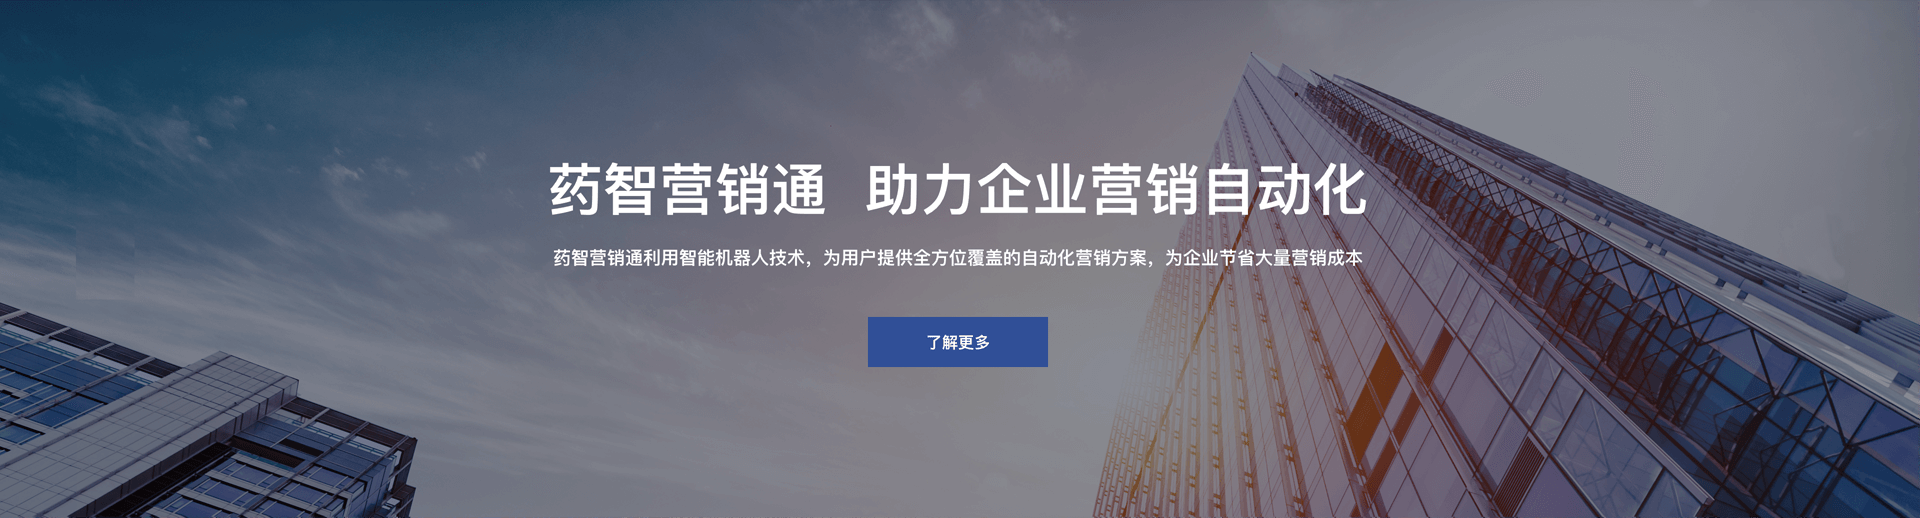 药智营销通 助力企业营销自动化
药智营销通利用智能机器人技术，为用户提供全方位覆盖的自动化营销方案，为企业节省大量营销成本
了解更多